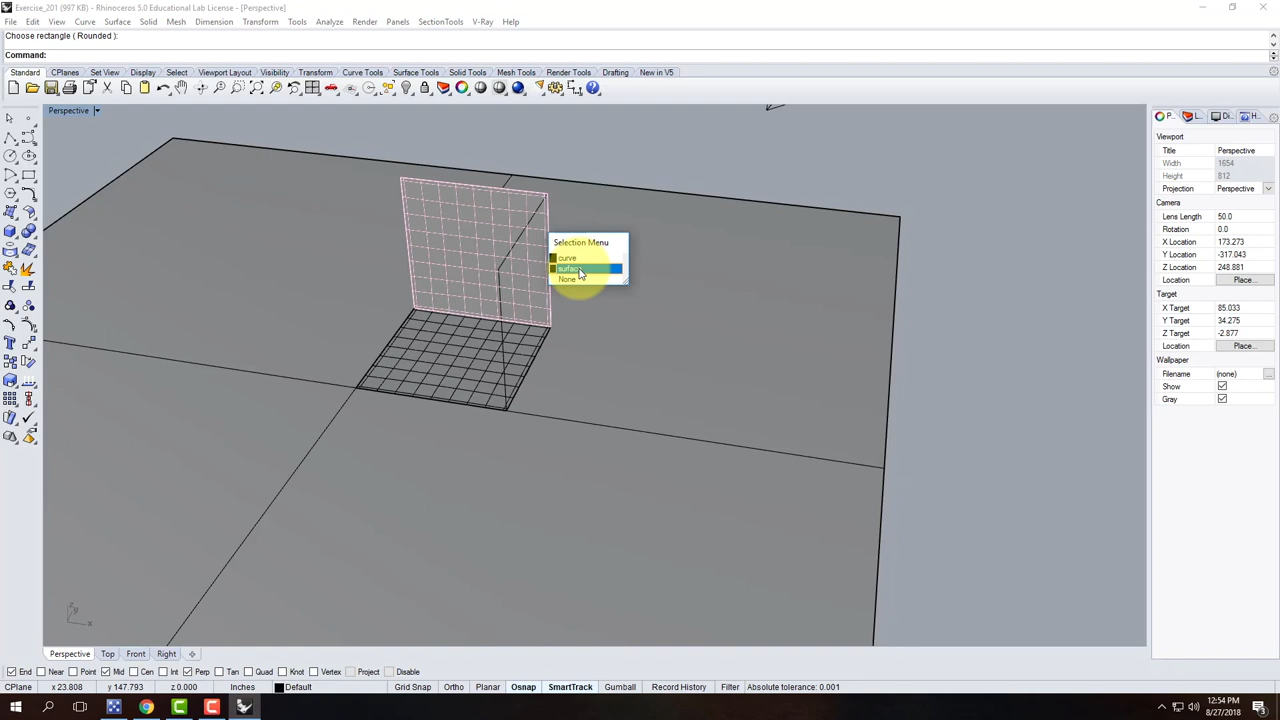 Exercise_201 (997 KB) - Rhinoceros 5.0 Educational Lab License - [Perspective]
File Edit View Curve Surface Solid Mesh Dimension Transform Tools Analyze Render Panels SectionTools V-Ray Help
Choose rectangle ( Rounded ):
Command:
Standard CPlanes Set View Display Select Viewport Layout Visibility Transform Curve Tools Surface Tools Solid Tools Mesh Tools Render Tools Drafting New in V5
Perspective
P... L... Di... H...
Viewport
Title Perspective
Width 1654
Height 812
Projection Perspective
Camera
Lens Length 50.0
Rotation 0.0
X Location 173.273
Y Location -317.043
Z Location 248.881
Location Place...
Target
X Target 85.033
Y Target 34.275
Z Target -2.877
Location Place...
Wallpaper
Filename (none) ...
Show
Gray
Selection Menu
curve
surface
None
z
y
x
Perspective Top Front Right
End Near Point Mid Cen Int Perp Tan Quad Knot Vertex Project Disable
CPlane x 23.808 y 147.793 z 0.000 Inches Default Grid Snap Ortho Planar Osnap SmartTrack Gumball Record History Filter Absolute tolerance: 0.001
12:54 PM
8/27/2018